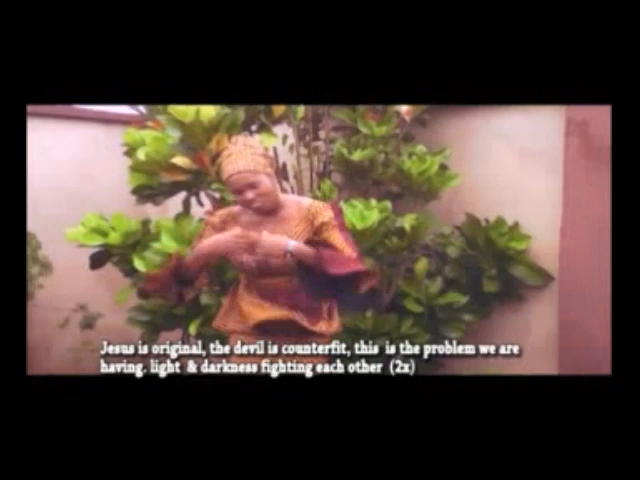 Jesus is original, the devil is counterfit, this is the problem we are
having. light & darkness fighting each other (2x)